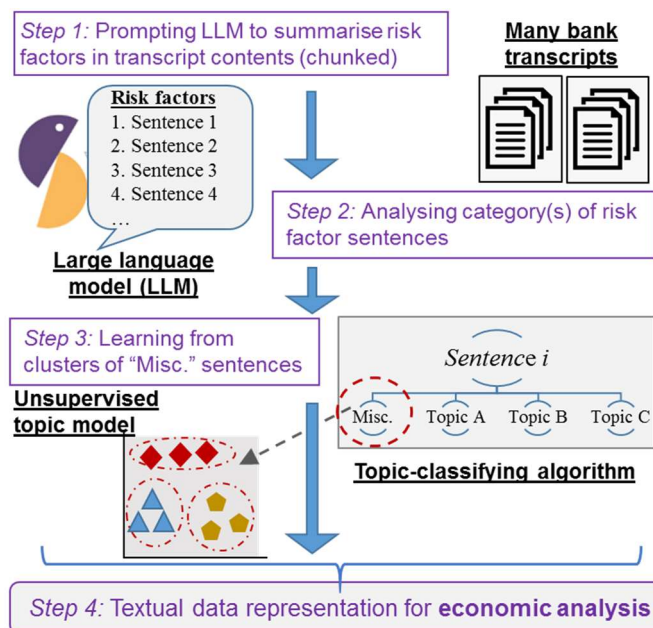 Step 1: Prompting LLM to summarise risk
factors in transcript contents (chunked)
Many bank
transcripts
Risk factors
1. Sentence 1
2. Sentence 2
3. Sentence 3
4. Sentence 4
...
Large language
model (LLM)
Step 2: Analysing category(s) of risk
factor sentences
Step 3: Learning from
clusters of “Misc.” sentences
Unsupervised
topic model
Sentence i
Misc.
Topic A
Topic B
Topic C
Topic-classifying algorithm
Step 4: Textual data representation for economic analysis